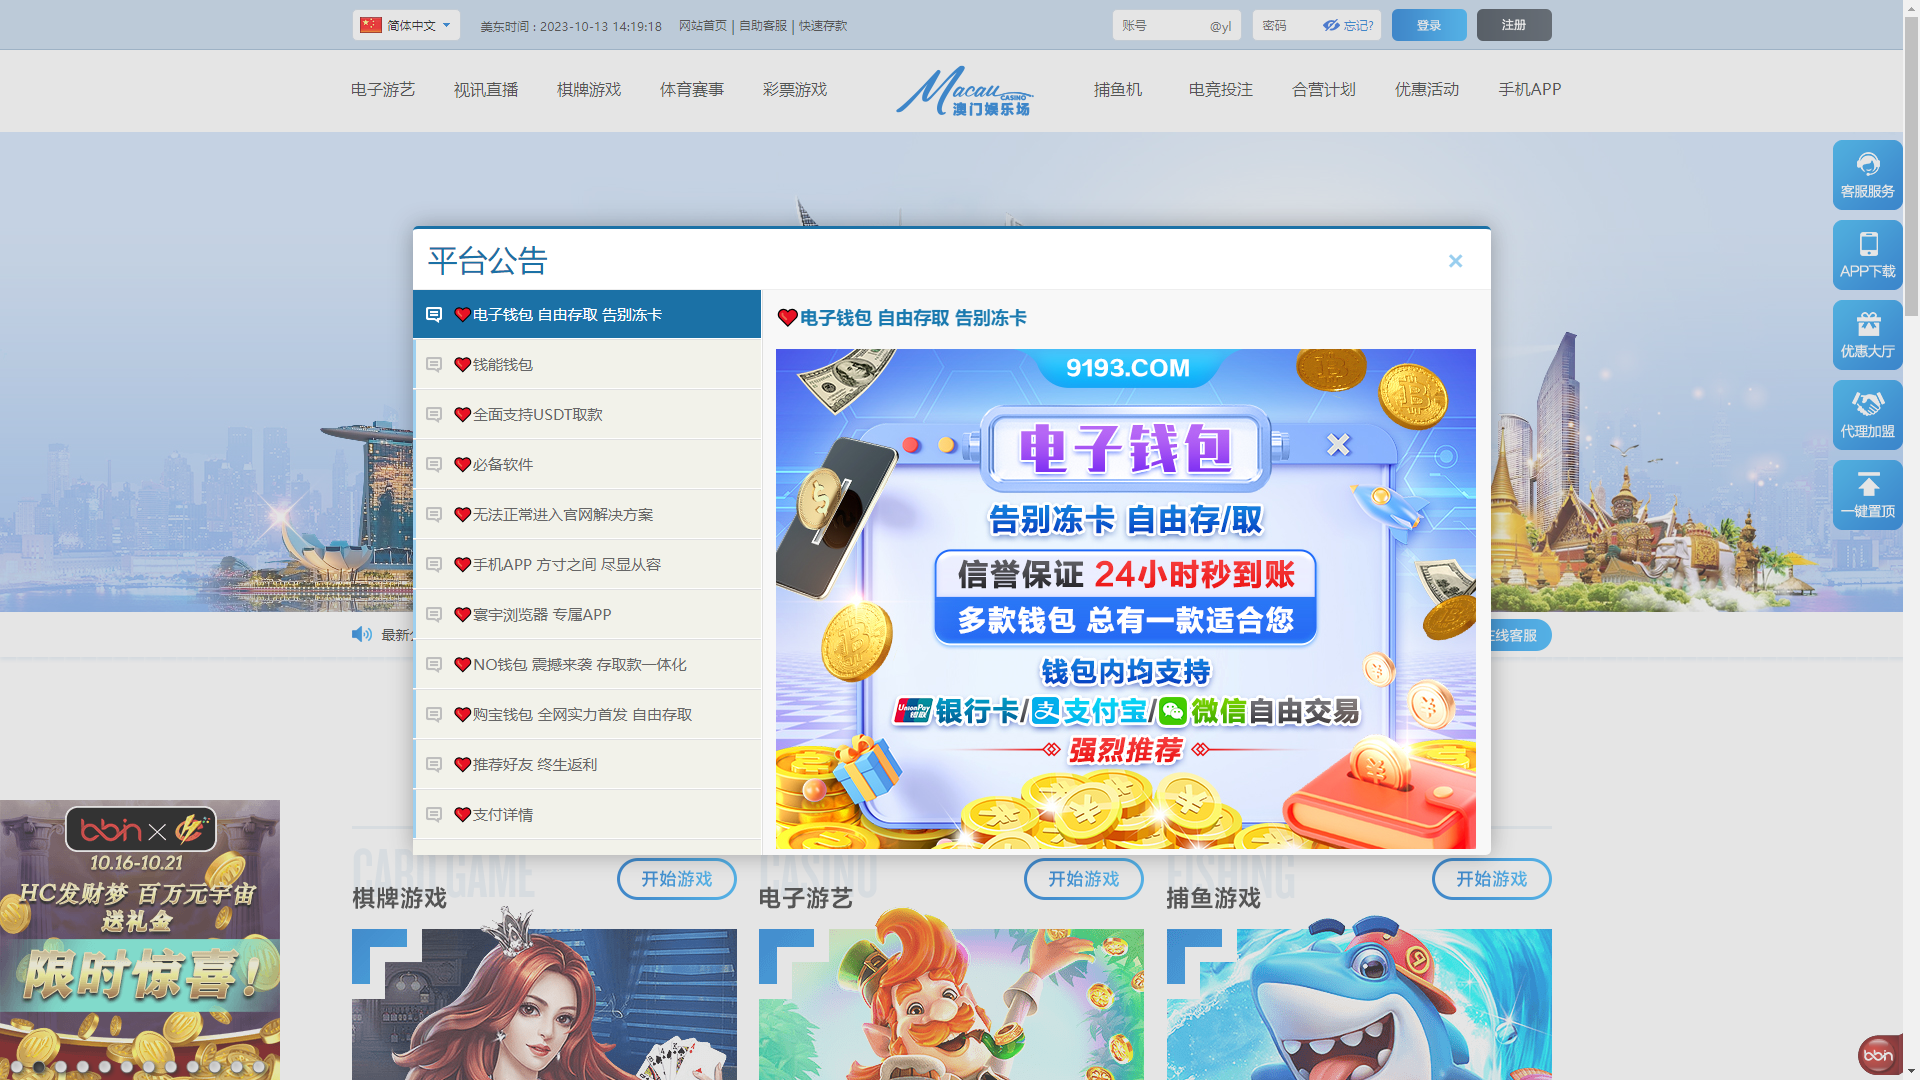 简体中文
美东时间 : 2023-10-13 14:19:18
网站首页 | 自助客服 | 快速存款
账号 @yl
密码 忘记?
登录
注册
电子游艺
视讯直播
棋牌游戏
体育赛事
彩票游戏
Macau CASINO
澳门娱乐场
捕鱼机
电竞投注
合营计划
优惠活动
手机APP
客服服务
APP下载
优惠大厅
代理加盟
一键置顶
平台公告
×
电子钱包 自由存取 告别冻卡
钱能钱包
全面支持USDT取款
必备软件
无法正常进入官网解决方案
手机APP 方寸之间 尽显从容
寰宇浏览器 专属APP
NO钱包 震撼来袭 存取款一体化
购宝钱包 全网实力首发 自由存取
推荐好友 终生返利
支付详情
电子钱包 自由存取 告别冻卡
9193.COM
电子钱包
告别冻卡 自由存/取
信誉保证 24小时秒到账
多款钱包 总有一款适合您
钱包内均支持
UnionPay 银联 银行卡/支 支付宝/微信自由交易
强烈推荐
最新
在线客服
bbin ×
10.16-10.21
HC发财梦 百万元宇宙
送礼金
限时惊喜!
CARD GAME
棋牌游戏
开始游戏
CASINO
电子游艺
开始游戏
FISHING
捕鱼游戏
开始游戏
bbin